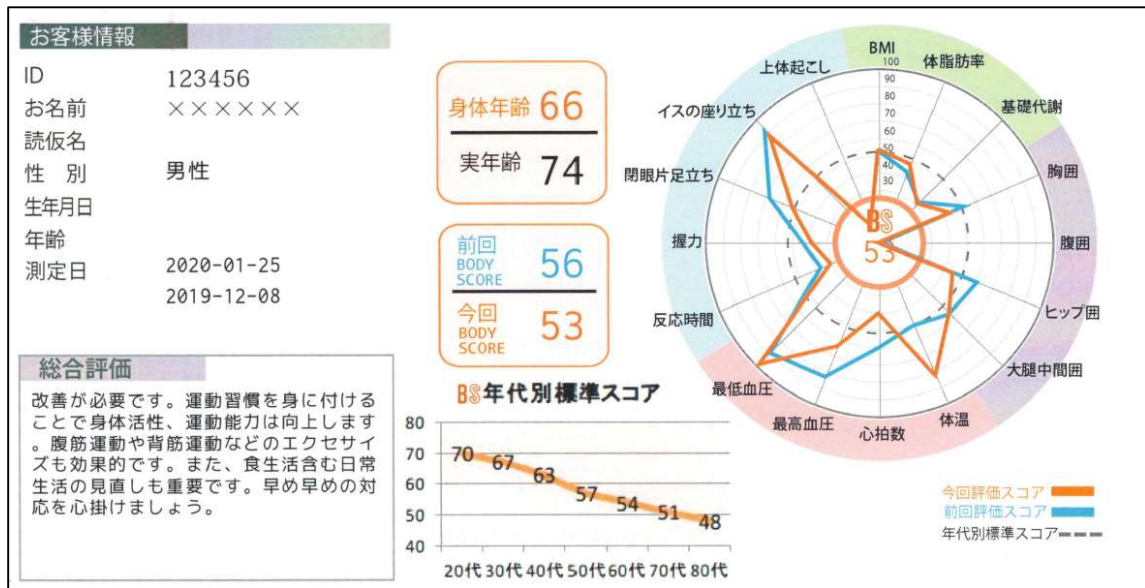 お客様情報
ID 123456
お名前 ××××××
読仮名
性 別 男性
生年月日
年齢
測定日 2020-01-25
2019-12-08
総合評価
改善が必要です。運動習慣を身に付ける
ことで身体活性、運動能力は向上します
。腹筋運動や背筋運動などのエクセサイ
ズも効果的です。また、食生活含む日常
生活の見直しも重要です。早め早めの対
応を心掛けましょう。
身体年齢 66
実年齢 74
前回
BODY
SCORE
56
今回
BODY
SCORE
53
BS年代別標準スコア
80
70
60
50
40
70
67
63
57
54
51
48
20代 30代 40代 50代 60代 70代 80代
BMI
体脂肪率
基礎代謝
胸囲
腹囲
ヒップ囲
大腿中間囲
体温
心拍数
最高血圧
最低血圧
反応時間
握力
閉眼片足立ち
イスの座り立ち
上体起こし
100
90
80
70
60
50
40
30
BS
53
今回評価スコア
前回評価スコア
年代別標準スコア